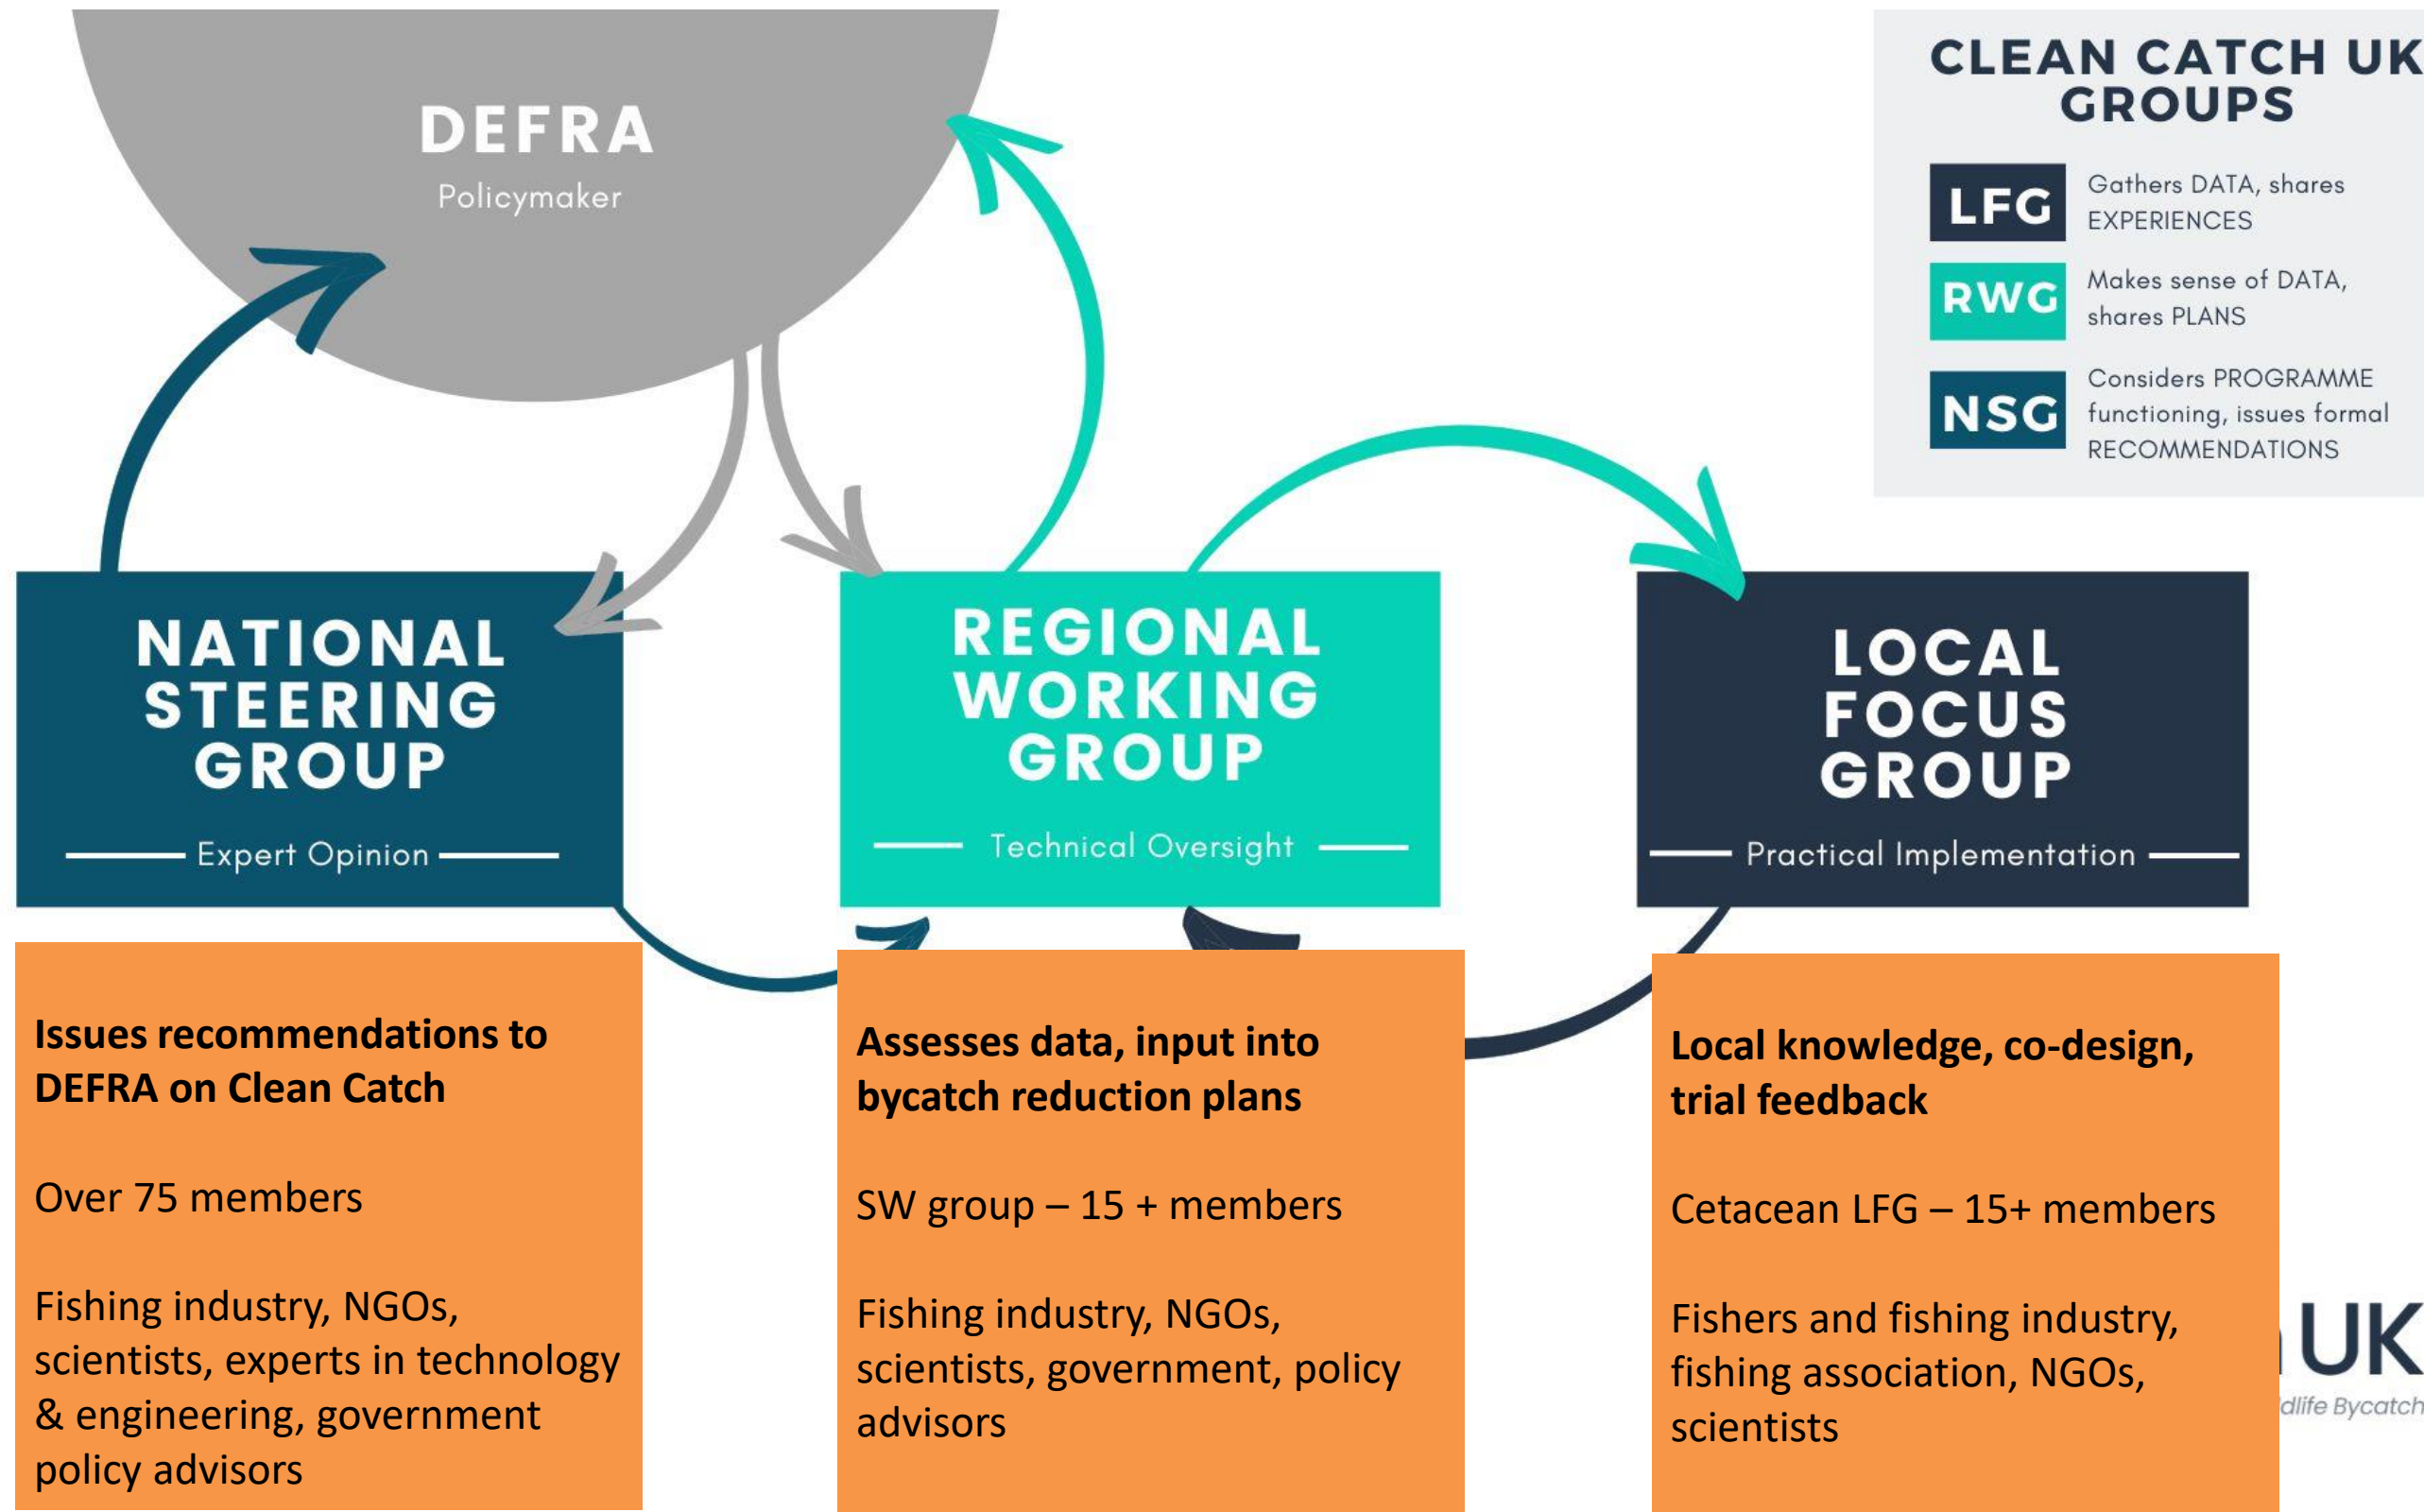 DEFRA
Policymaker
CLEAN CATCH UK
GROUPS
LFG
Gathers DATA, shares
EXPERIENCES
RWG
Makes sense of DATA,
shares PLANS
NSG
Considers PROGRAMME
functioning, issues formal
RECOMMENDATIONS
NATIONAL
STEERING
GROUP
Expert Opinion
REGIONAL
WORKING
GROUP
Technical Oversight
LOCAL
FOCUS
GROUP
Practical Implementation
Issues recommendations to
DEFRA on Clean Catch
Over 75 members
Fishing industry, NGOs,
scientists, experts in technology
& engineering, government
policy advisors
Assesses data, input into
bycatch reduction plans
SW group – 15 + members
Fishing industry, NGOs,
scientists, government, policy
advisors
Local knowledge, co-design,
trial feedback
Cetacean LFG – 15+ members
Fishers and fishing industry,
fishing association, NGOs,
scientists
UK
Bycatch